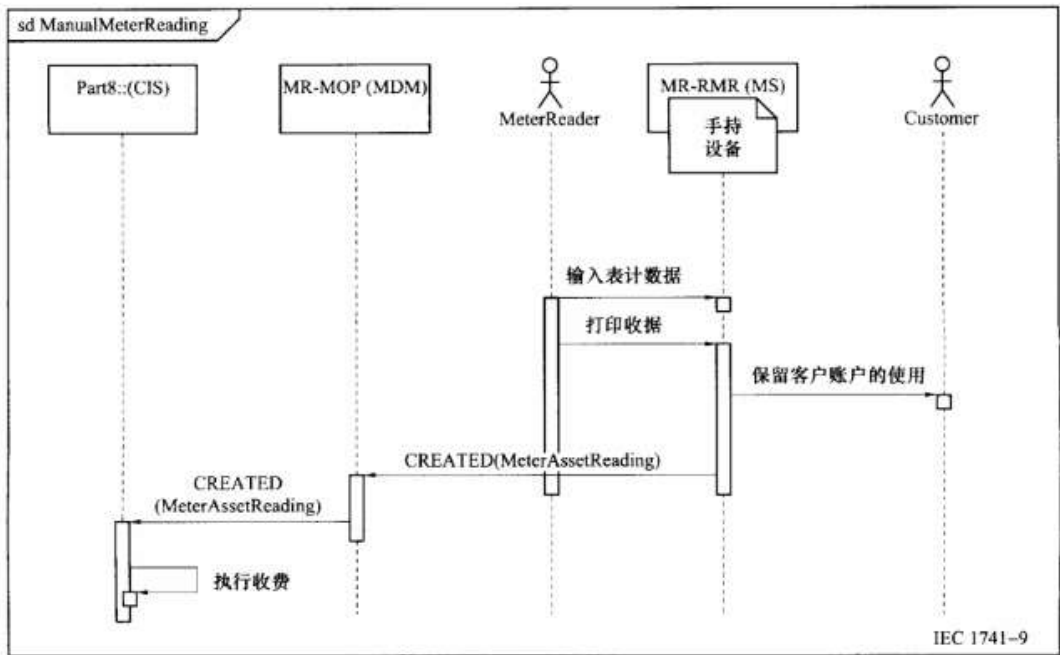 sd ManualMeterReading
Part8::(CIS)
MR-MOP (MDM)
MeterReader
MR-RMR (MS)
手持
设备
Customer
输入表计数据
打印收据
保留客户账户的使用
CREATED(MeterAssetReading)
CREATED
(MeterAssetReading)
执行收费
IEC 1741-9